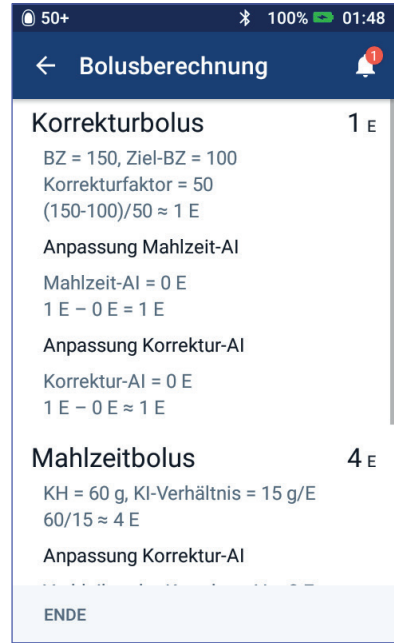 50+ 100% 01:48
Bolusberechnung 1
Korrekturbolus 1 E
BZ = 150, Ziel-BZ = 100
Korrekturfaktor = 50
(150-100)/50 ≈ 1 E
Anpassung Mahlzeit-AI
Mahlzeit-AI = 0 E
1 E – 0 E = 1 E
Anpassung Korrektur-AI
Korrektur-AI = 0 E
1 E – 0 E ≈ 1 E
Mahlzeitbolus 4 E
KH = 60 g, KI-Verhältnis = 15 g/E
60/15 ≈ 4 E
Anpassung Korrektur-AI
ENDE